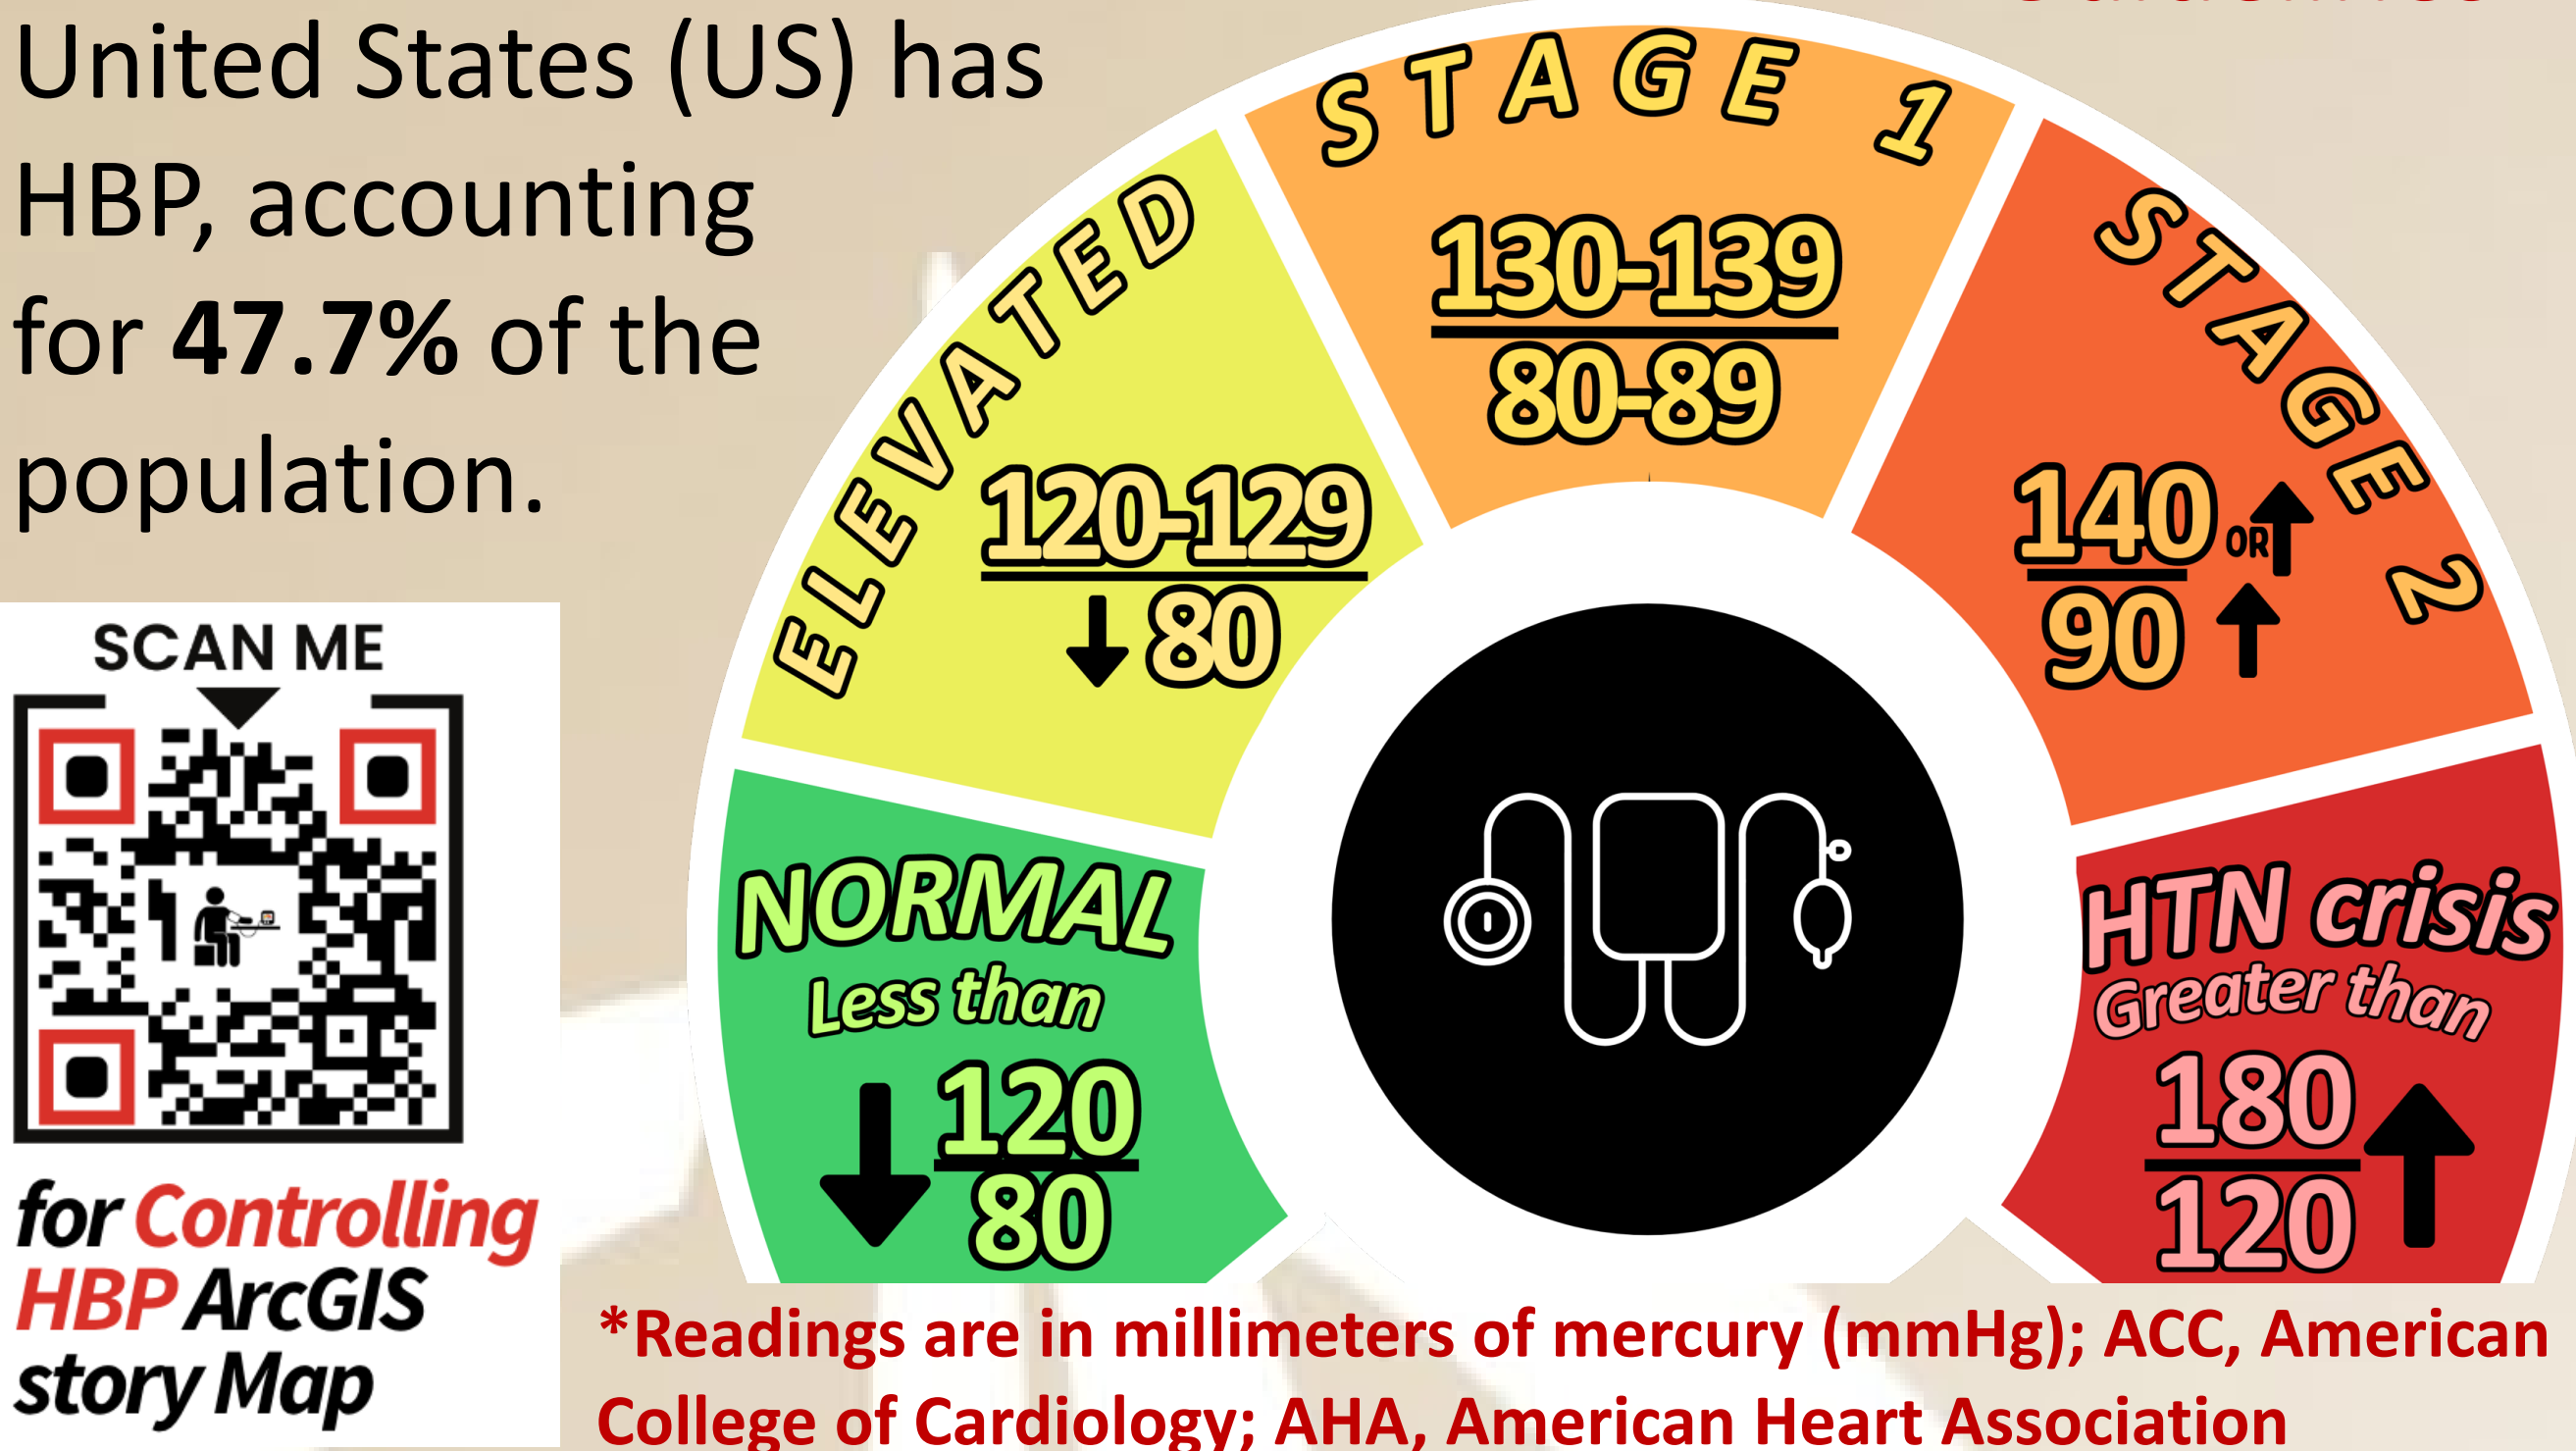 United States (US) has
HBP, accounting
for 47.7% of the
population.
SCAN ME
for Controlling
HBP ArcGIS
story Map
NORMAL
Less than
120
80
ELEVATED
120-129
80
STAGE 1
130-139
80-89
STAGE 2
140 OR
90
HTN crisis
Greater than
180
120
*Readings are in millimeters of mercury (mmHg); ACC, American
College of Cardiology; AHA, American Heart Association